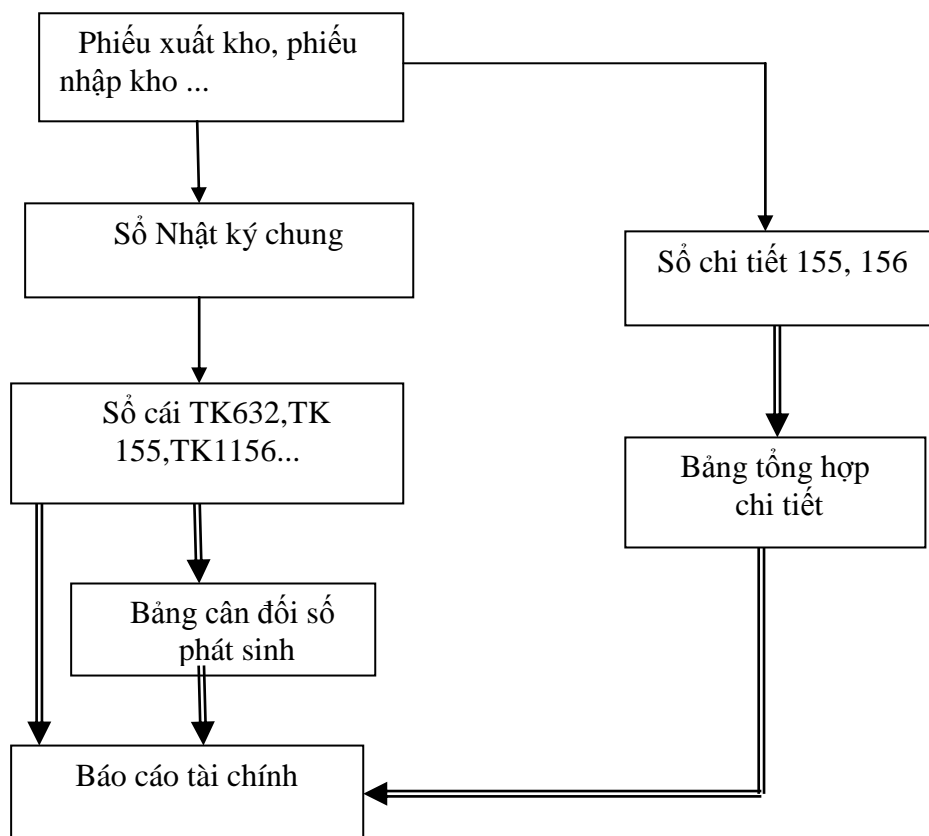 Phiếu xuất kho, phiếu
nhập kho ...
Sổ Nhật ký chung
Sổ chi tiết 155, 156
Sổ cái TK632,TK
155,TK1156...
Bảng tổng hợp
chi tiết
Bảng cân đối số
phát sinh
Báo cáo tài chính